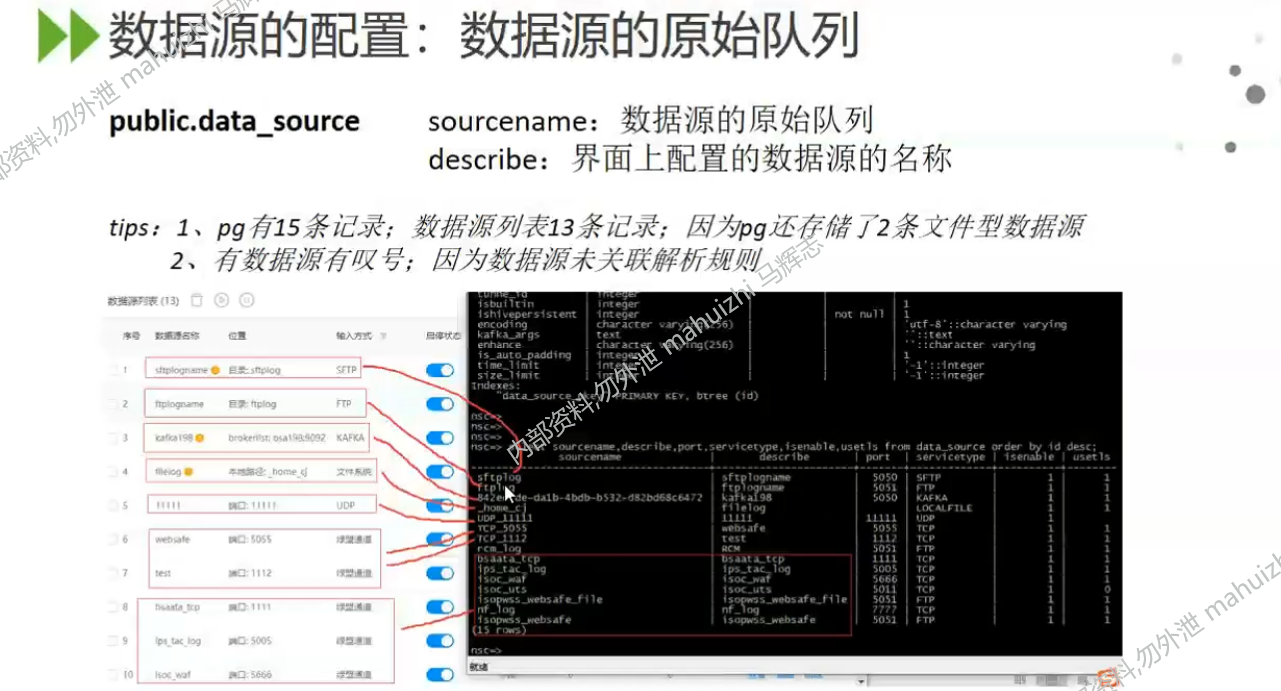 数据源的配置：数据源的原始队列
public.data_source
sourcename：数据源的原始队列
describe：界面上配置的数据源的名称
tips：1、pg有15条记录；数据源列表13条记录；因为pg还存储了2条文件型数据源
2、有数据源有叹号；因为数据源未关联解析规则
数据源列表 (13)
序号 数据源名称 位置 输入方式 启停状态
1 sftplogname 目录: sftplog SFTP
2 ftplogname 目录: ftplog FTP
3 kafka198 brokerlist: bsa198:9092 KAFKA
4 filelog 本地路径: _home_cj 文件系统
5 11111 端口: 11111 UDP
6 websafe 端口: 5055 绿盟通道
7 test 端口: 1112 绿盟通道
8 bsaata_tcp 端口: 1111 绿盟通道
9 ips_tac_log 端口: 5005 绿盟通道
10 isoc_waf 端口: 5666 绿盟通道
isbuiltin | integer | | 1
ishivepersistent | integer | not null | 1
encoding | character varying(256) | | 'utf-8'::character varying
kafka_args | text | | ''::text
enhance | character varying(256) | | ''::character varying
is_auto_padding | integer | | 1
time_limit | integer | | '-1'::integer
size_limit | integer | | '-1'::integer
Indexes:
PRIMARY KEY, btree (id)
nsc=>
nsc=>
nsc=>
nsc=> sourcename,describe,port,servicetype,isenable,usetls from data_source order by id desc;
sourcename | describe | port | servicetype | isenable | usetls
sftplog | sftplogname | 5050 | SFTP | 1 | 1
ftplog | ftplogname | 5051 | FTP | 1 | 1
-da1b-4bdb-b532-d82bd68c6472 | kafka198 | 5050 | KAFKA | 1 | 1
_home_cj | filelog | | LOCALFILE | 1 | 1
UDP_11111 | 11111 | 11111 | UDP | 1 |
TCP_5055 | websafe | 5055 | TCP | 1 | 1
TCP_1112 | test | 1112 | TCP | 1 | 1
rcm_log | RCM | 5051 | FTP | 1 | 1
bsaata_tcp | bsaata_tcp | 1111 | TCP | 1 | 1
ips_tac_log | ips_tac_log | 5005 | TCP | 1 | 1
isoc_waf | isoc_waf | 5666 | TCP | 1 | 1
isoc_uts | isoc_uts | 5011 | TCP | 1 | 0
isopwss_websafe_file | isopwss_websafe_file | 5051 | FTP | 1 | 1
nf_log | nf_log | 7777 | TCP | 1 | 1
isopwss_websafe | isopwss_websafe | 5051 | FTP | 1 | 1
(15 rows)
nsc=>
就绪
内部资料,勿外泄 mahuizhi 马辉志